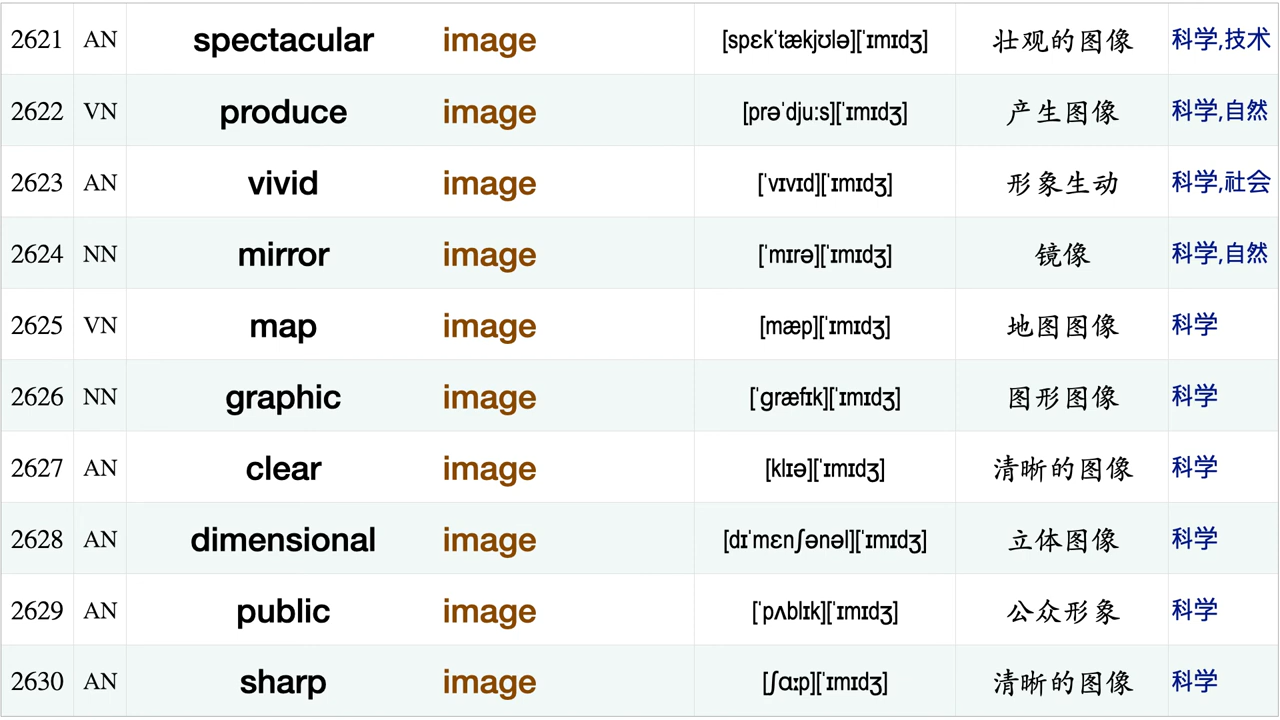 2621 AN spectacular image [spɛkˈtækjʊlə][ˈɪmɪdʒ] 壮观的图像 科学,技术
2622 VN produce image [prəˈdjuːs][ˈɪmɪdʒ] 产生图像 科学,自然
2623 AN vivid image [ˈvɪvɪd][ˈɪmɪdʒ] 形象生动 科学,社会
2624 NN mirror image [ˈmɪrə][ˈɪmɪdʒ] 镜像 科学,自然
2625 VN map image [mæp][ˈɪmɪdʒ] 地图图像 科学
2626 NN graphic image [ˈɡræfɪk][ˈɪmɪdʒ] 图形图像 科学
2627 AN clear image [klɪə][ˈɪmɪdʒ] 清晰的图像 科学
2628 AN dimensional image [dɪˈmɛnʃənəl][ˈɪmɪdʒ] 立体图像 科学
2629 AN public image [ˈpʌblɪk][ˈɪmɪdʒ] 公众形象 科学
2630 AN sharp image [ʃɑːp][ˈɪmɪdʒ] 清晰的图像 科学